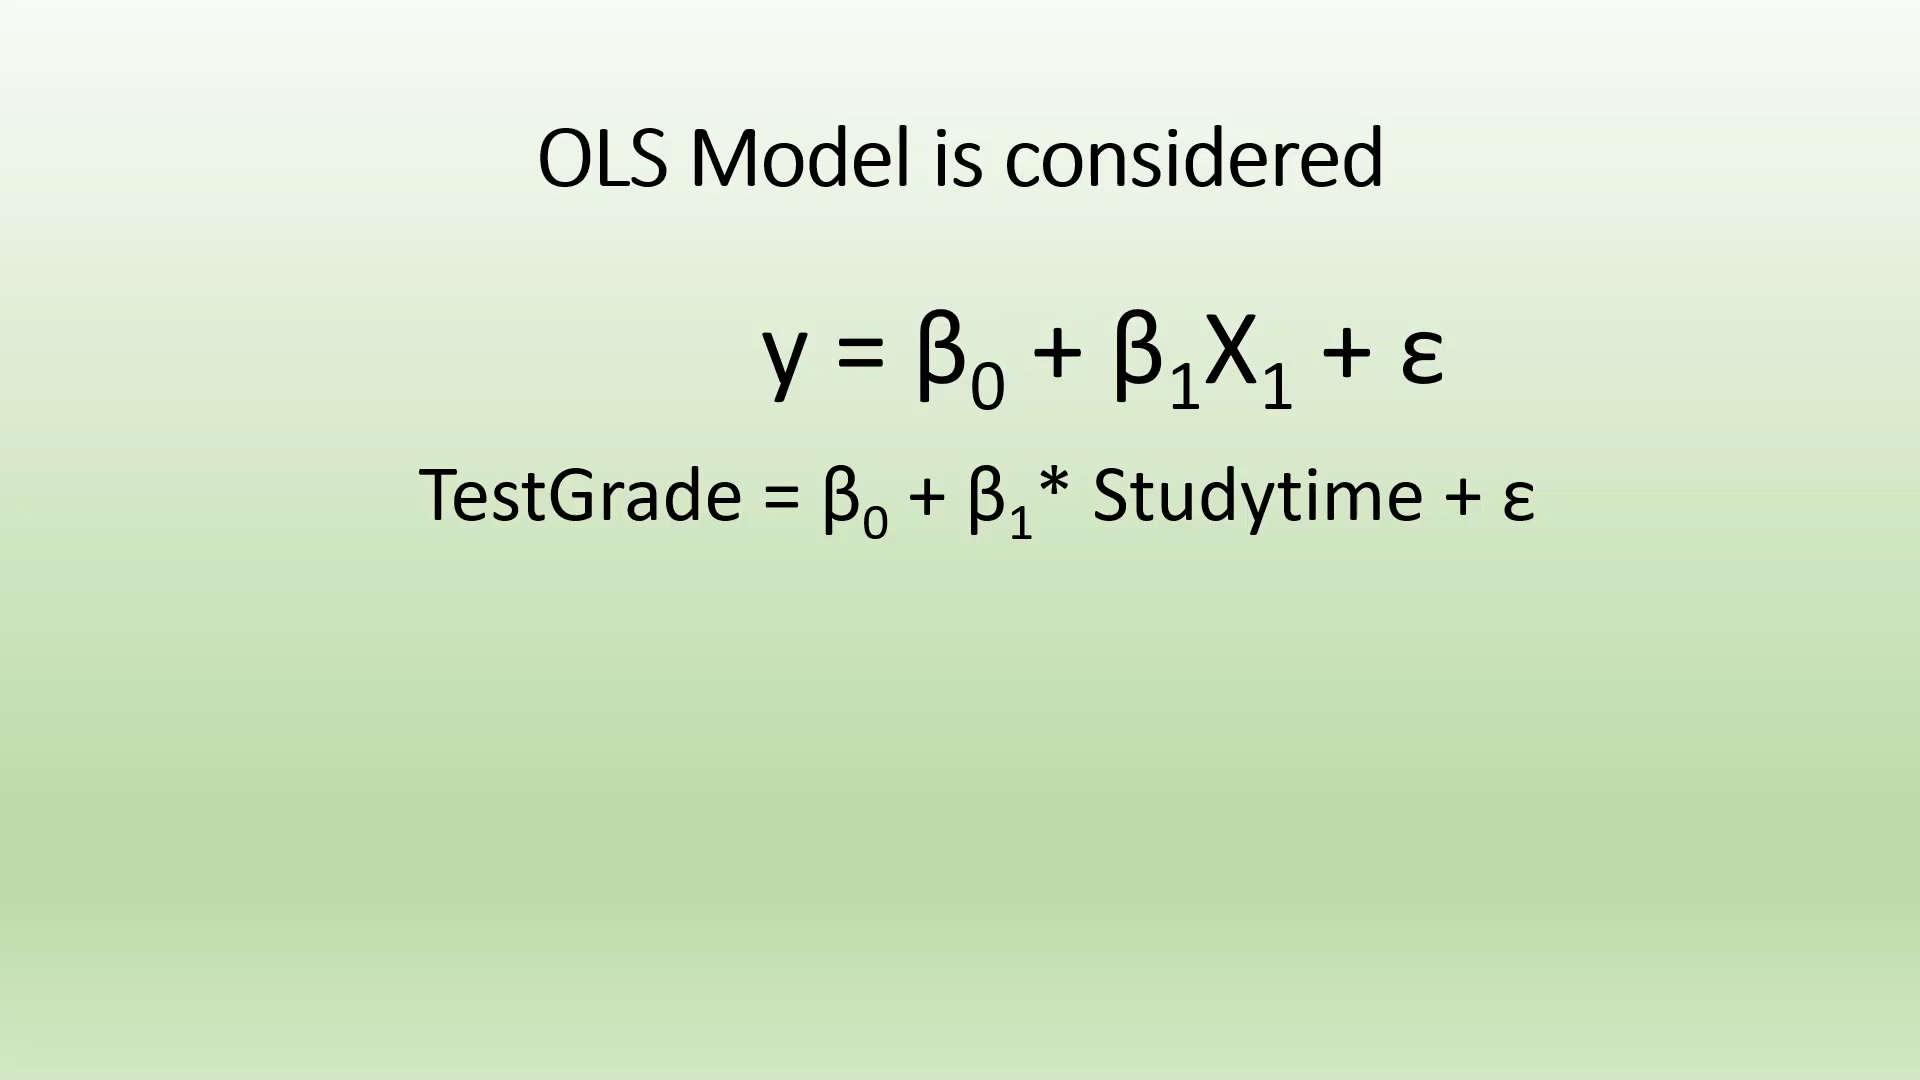 OLS Model is considered
y = β₀ + β₁X₁ + ε
TestGrade = β₀ + β₁* Studytime + ε